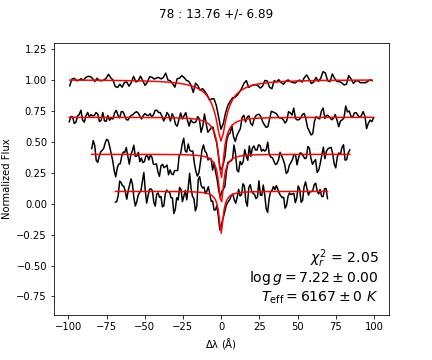 78 : 13.76 +/- 6.89
Normalized Flux
1.25
1.00
0.75
0.50
0.25
0.00
−0.25
−0.50
−0.75
χ²ᵣ = 2.05
log g = 7.22 ± 0.00
T_eff = 6167 ± 0 K
−100 −75 −50 −25 0 25 50 75 100
Δλ (Å)